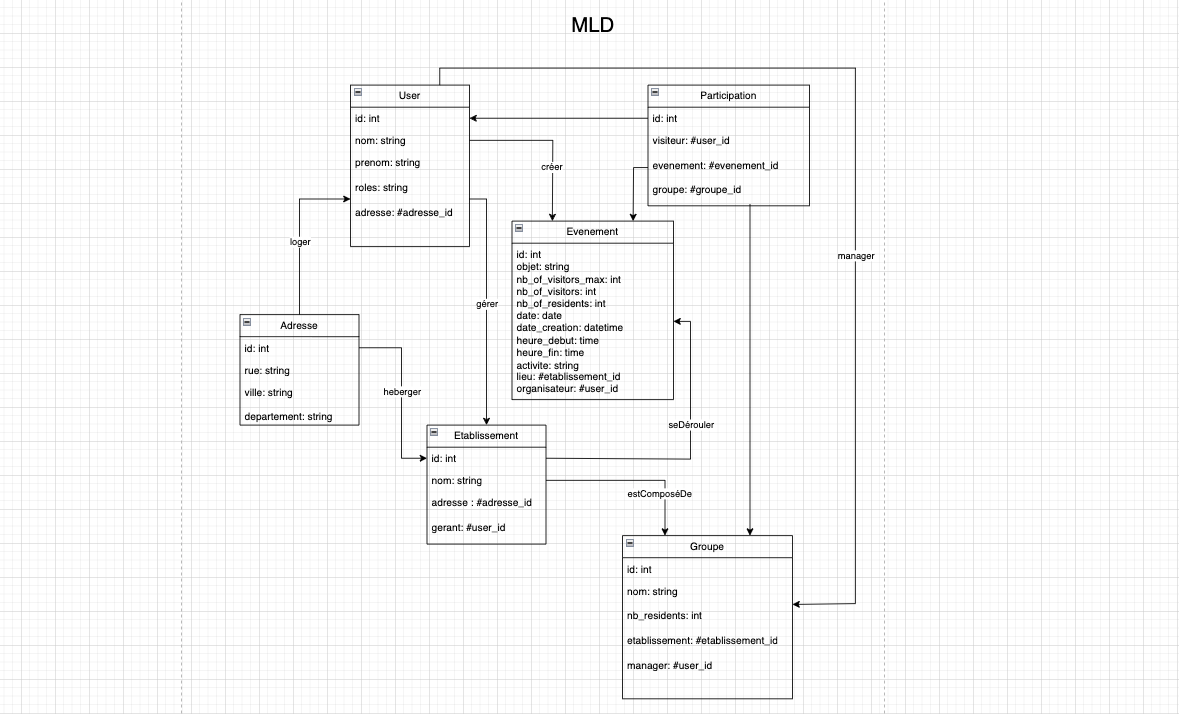 MLD
User
id: int
nom: string
prenom: string
roles: string
adresse: #adresse_id
Participation
id: int
visiteur: #user_id
evenement: #evenement_id
groupe: #groupe_id
créer
loger
manager
gérer
Evenement
id: int
objet: string
nb_of_visitors_max: int
nb_of_visitors: int
nb_of_residents: int
date: date
date_creation: datetime
heure_debut: time
heure_fin: time
activite: string
lieu: #etablissement_id
organisateur: #user_id
Adresse
id: int
rue: string
ville: string
departement: string
heberger
seDérouler
Etablissement
id: int
nom: string
adresse : #adresse_id
gerant: #user_id
estComposéDe
Groupe
id: int
nom: string
nb_residents: int
etablissement: #etablissement_id
manager: #user_id